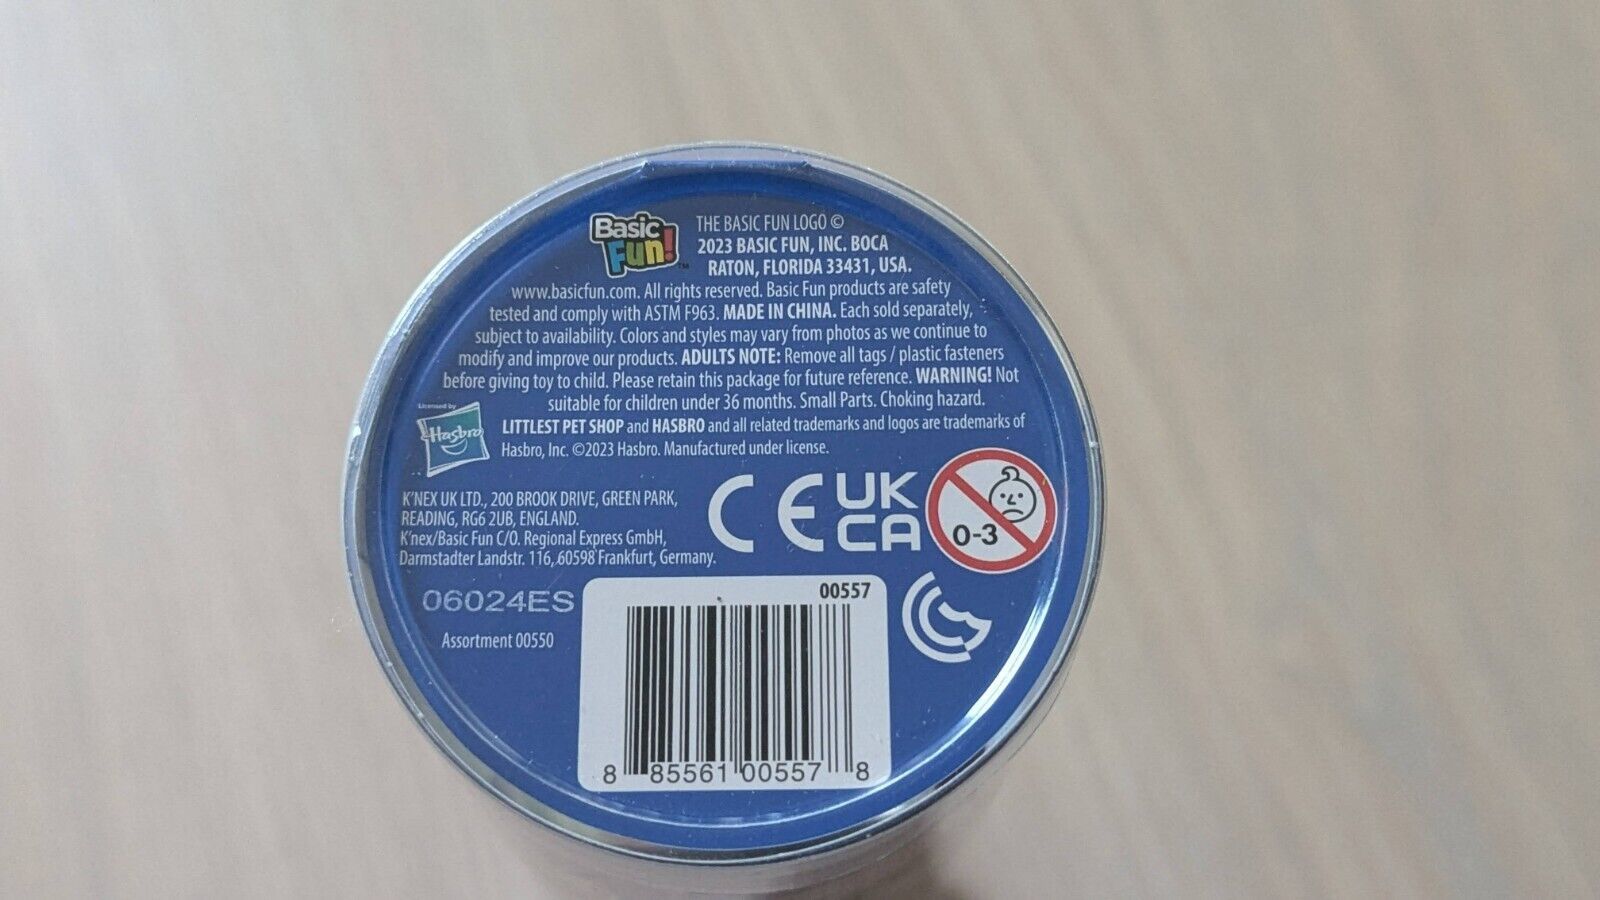 Basic Fun!™
THE BASIC FUN LOGO ©
2023 BASIC FUN, INC. BOCA
RATON, FLORIDA 33431, USA.
www.basicfun.com. All rights reserved. Basic Fun products are safety
tested and comply with ASTM F963. MADE IN CHINA. Each sold separately,
subject to availability. Colors and styles may vary from photos as we continue to
modify and improve our products. ADULTS NOTE: Remove all tags / plastic fasteners
before giving toy to child. Please retain this package for future reference. WARNING! Not
suitable for children under 36 months. Small Parts. Choking hazard.
Licensed by
Hasbro
LITTLEST PET SHOP and HASBRO and all related trademarks and logos are trademarks of
Hasbro, Inc. ©2023 Hasbro. Manufactured under license.
K'NEX UK LTD., 200 BROOK DRIVE, GREEN PARK,
READING, RG6 2UB, ENGLAND.
K'nex/Basic Fun C/O. Regional Express GmbH,
Darmstadter Landstr. 116, 60598 Frankfurt, Germany.
CE
UK
CA
0-3
06024ES
Assortment 00550
00557
8 85561 00557 8